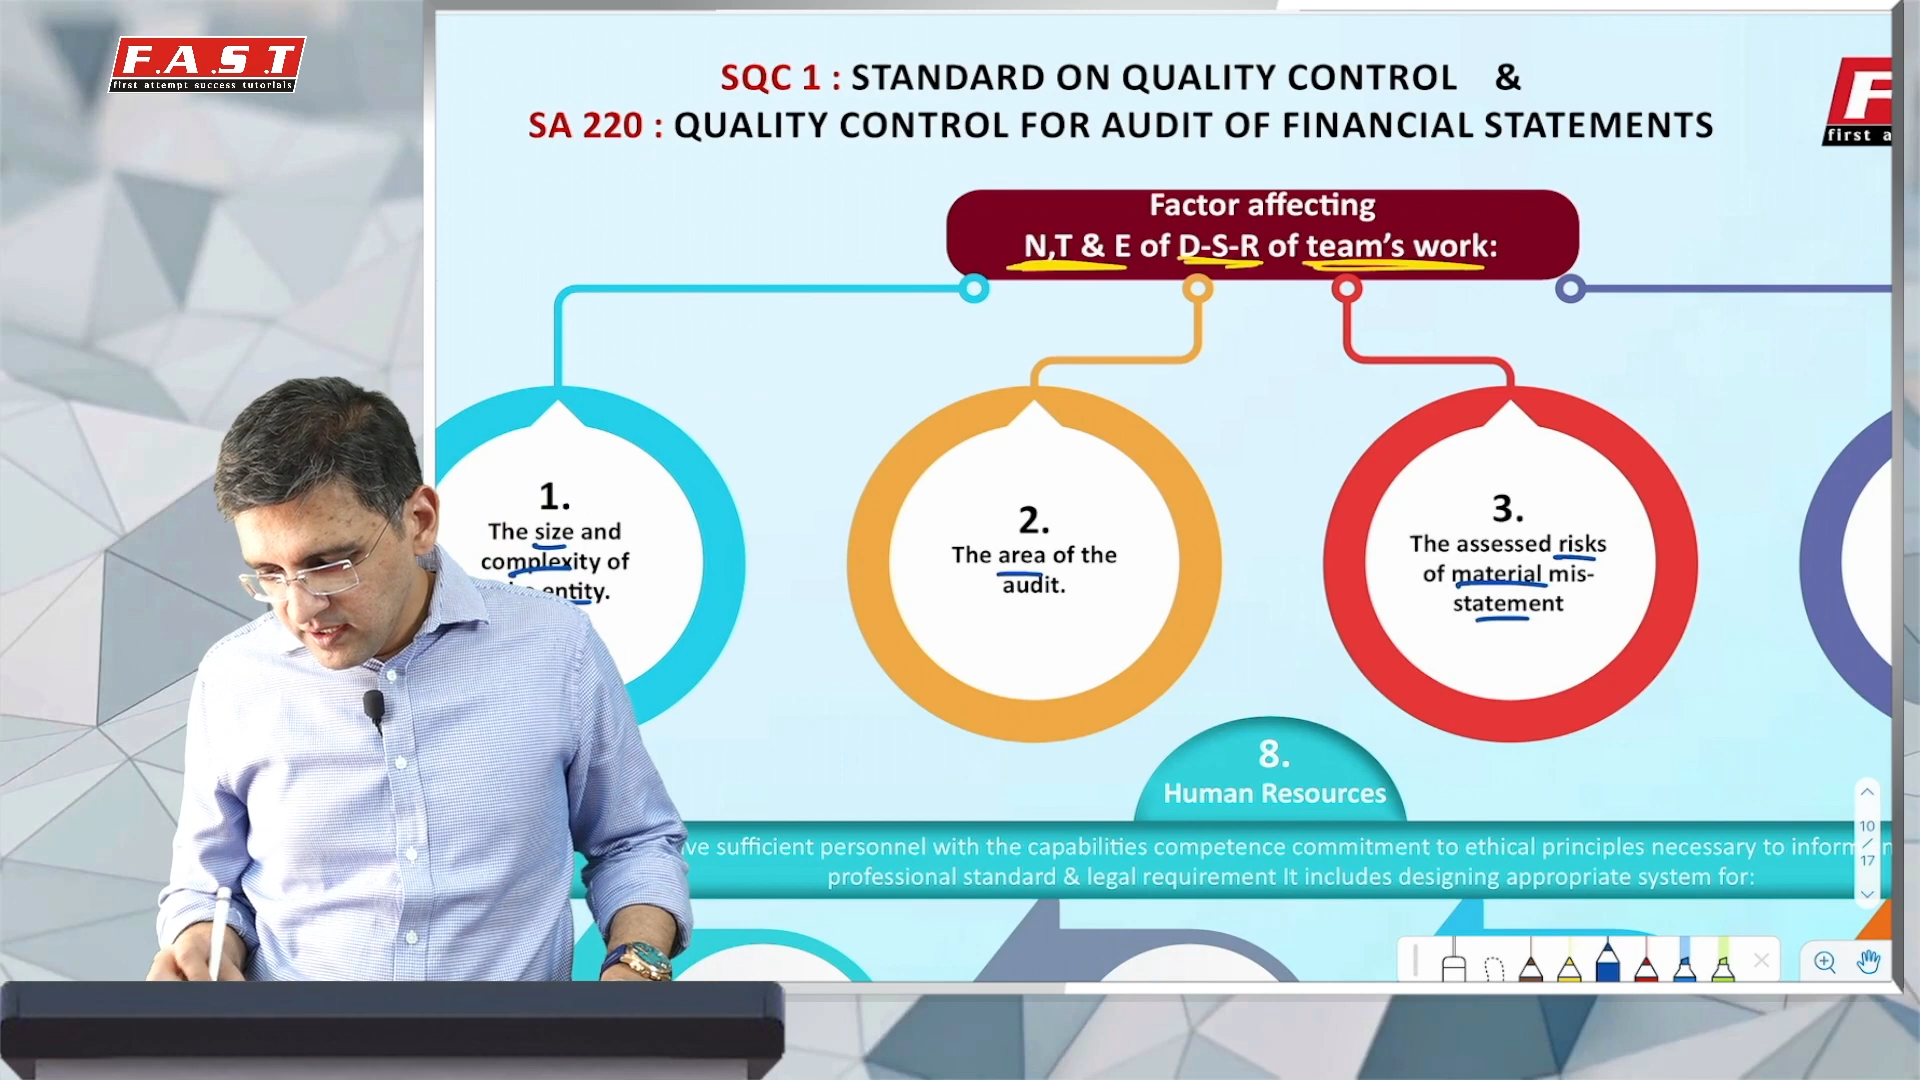 F.A.S.T
first attempt success tutorials
SQC 1 : STANDARD ON QUALITY CONTROL &
SA 220 : QUALITY CONTROL FOR AUDIT OF FINANCIAL STATEMENTS
F
first a
Factor affecting
N,T & E of D-S-R of team's work:
1.
The size and
complexity of
entity.
2.
The area of the
audit.
3.
The assessed risks
of material mis-
statement
8.
Human Resources
sufficient personnel with the capabilities competence commitment to ethical principles necessary to
professional standard & legal requirement It includes designing appropriate system for:
10
/
17